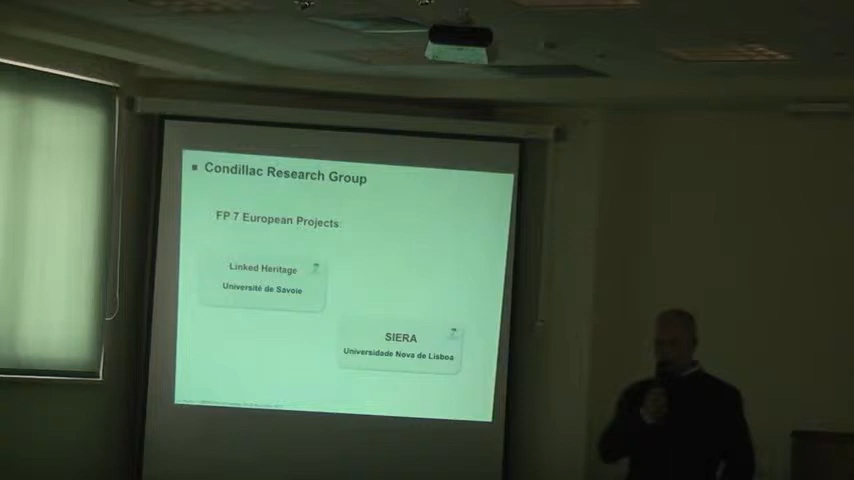 Condillac Research Group
FP 7 European Projects:
Linked Heritage
Université de Savoie
SIERA
Universidade Nova de Lisboa